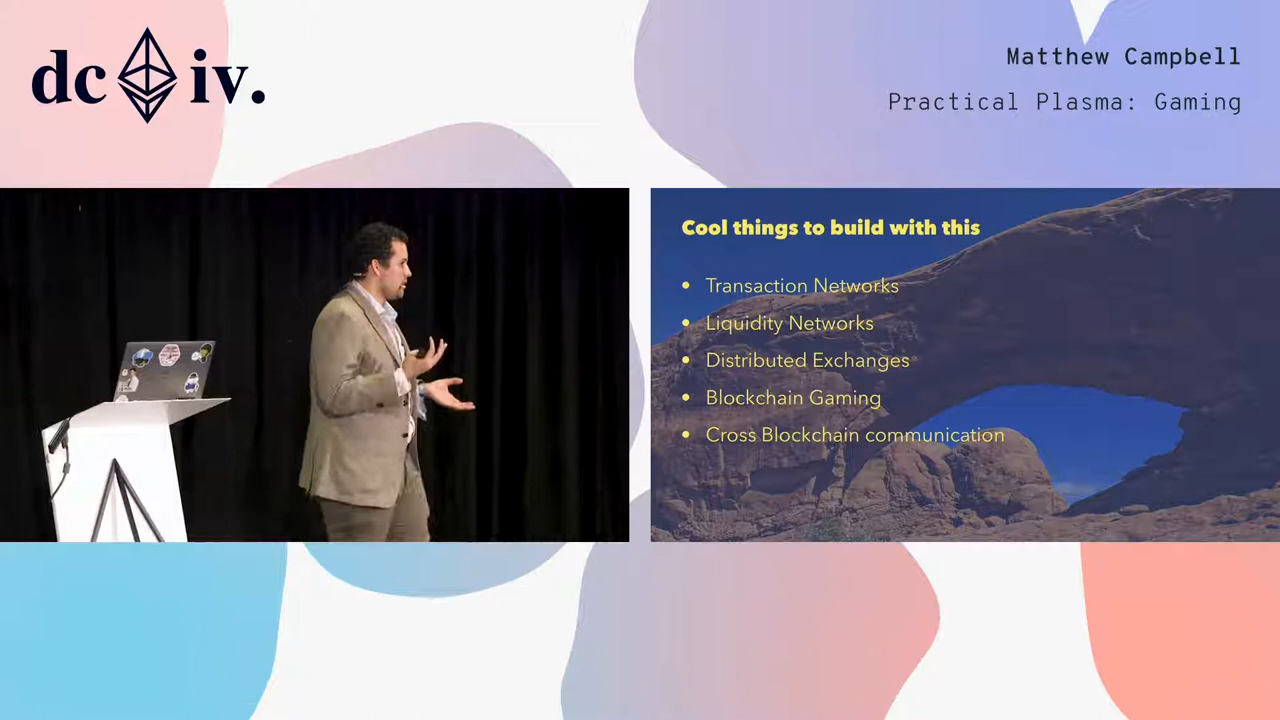 dc iv.
Matthew Campbell
Practical Plasma: Gaming
Cool things to build with this
• Transaction Networks
• Liquidity Networks
• Distributed Exchanges
• Blockchain Gaming
• Cross Blockchain communication